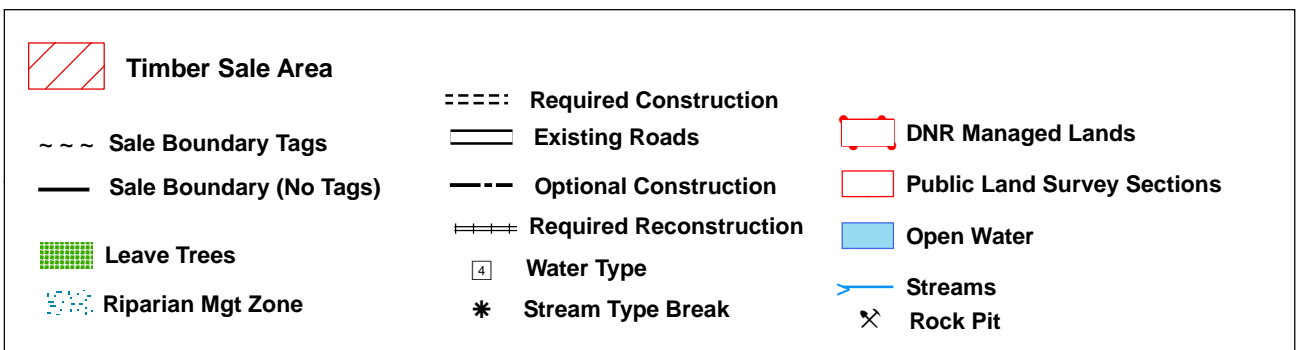 Timber Sale Area
Sale Boundary Tags
Sale Boundary (No Tags)
Leave Trees
Riparian Mgt Zone
Required Construction
Existing Roads
Optional Construction
Required Reconstruction
4 Water Type
Stream Type Break
DNR Managed Lands
Public Land Survey Sections
Open Water
Streams
Rock Pit